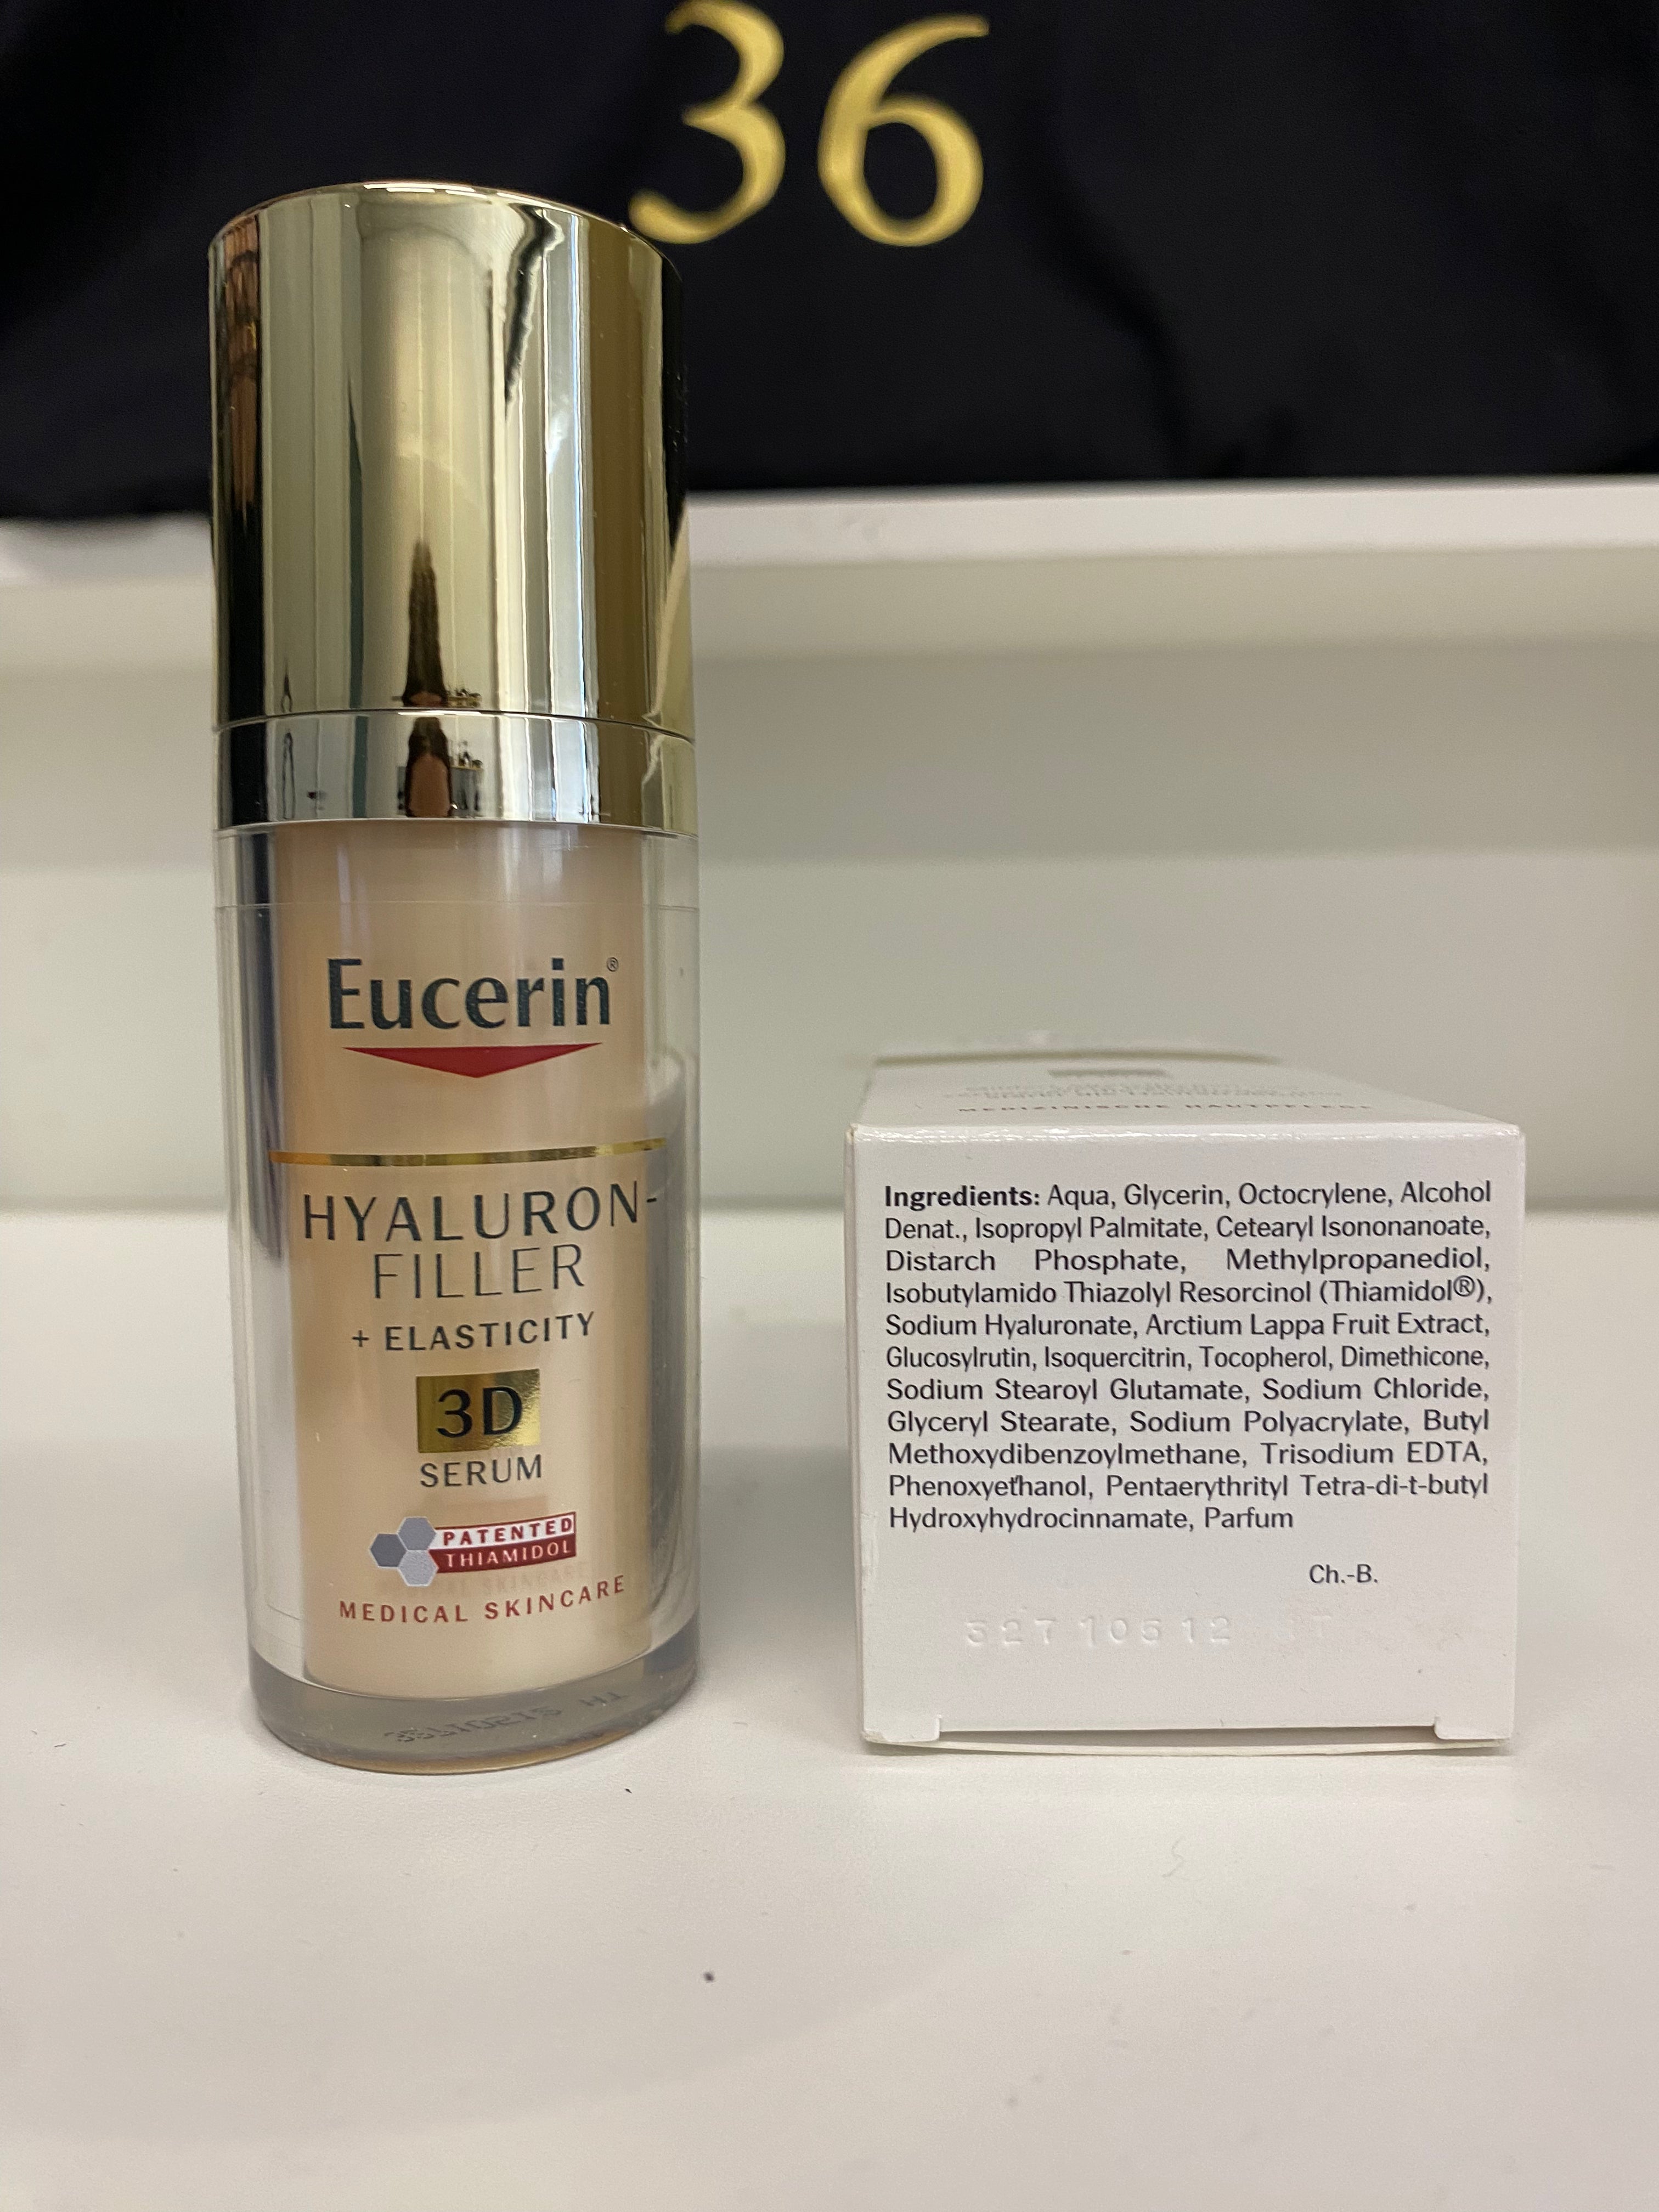 36
Eucerin®
HYALURON-
FILLER
+ ELASTICITY
3D
SERUM
PATENTED
THIAMIDOL
MEDICAL SKINCARE
MEDIZINISCHE HAUTPFLEGE
Ingredients: Aqua, Glycerin, Octocrylene, Alcohol
Denat., Isopropyl Palmitate, Cetearyl Isononanoate,
Distarch Phosphate, Methylpropanediol,
Isobutylamido Thiazolyl Resorcinol (Thiamidol®),
Sodium Hyaluronate, Arctium Lappa Fruit Extract,
Glucosylrutin, Isoquercitrin, Tocopherol, Dimethicone,
Sodium Stearoyl Glutamate, Sodium Chloride,
Glyceryl Stearate, Sodium Polyacrylate, Butyl
Methoxydibenzoylmethane, Trisodium EDTA,
Phenoxyethanol, Pentaerythrityl Tetra-di-t-butyl
Hydroxyhydrocinnamate, Parfum
Ch.-B.